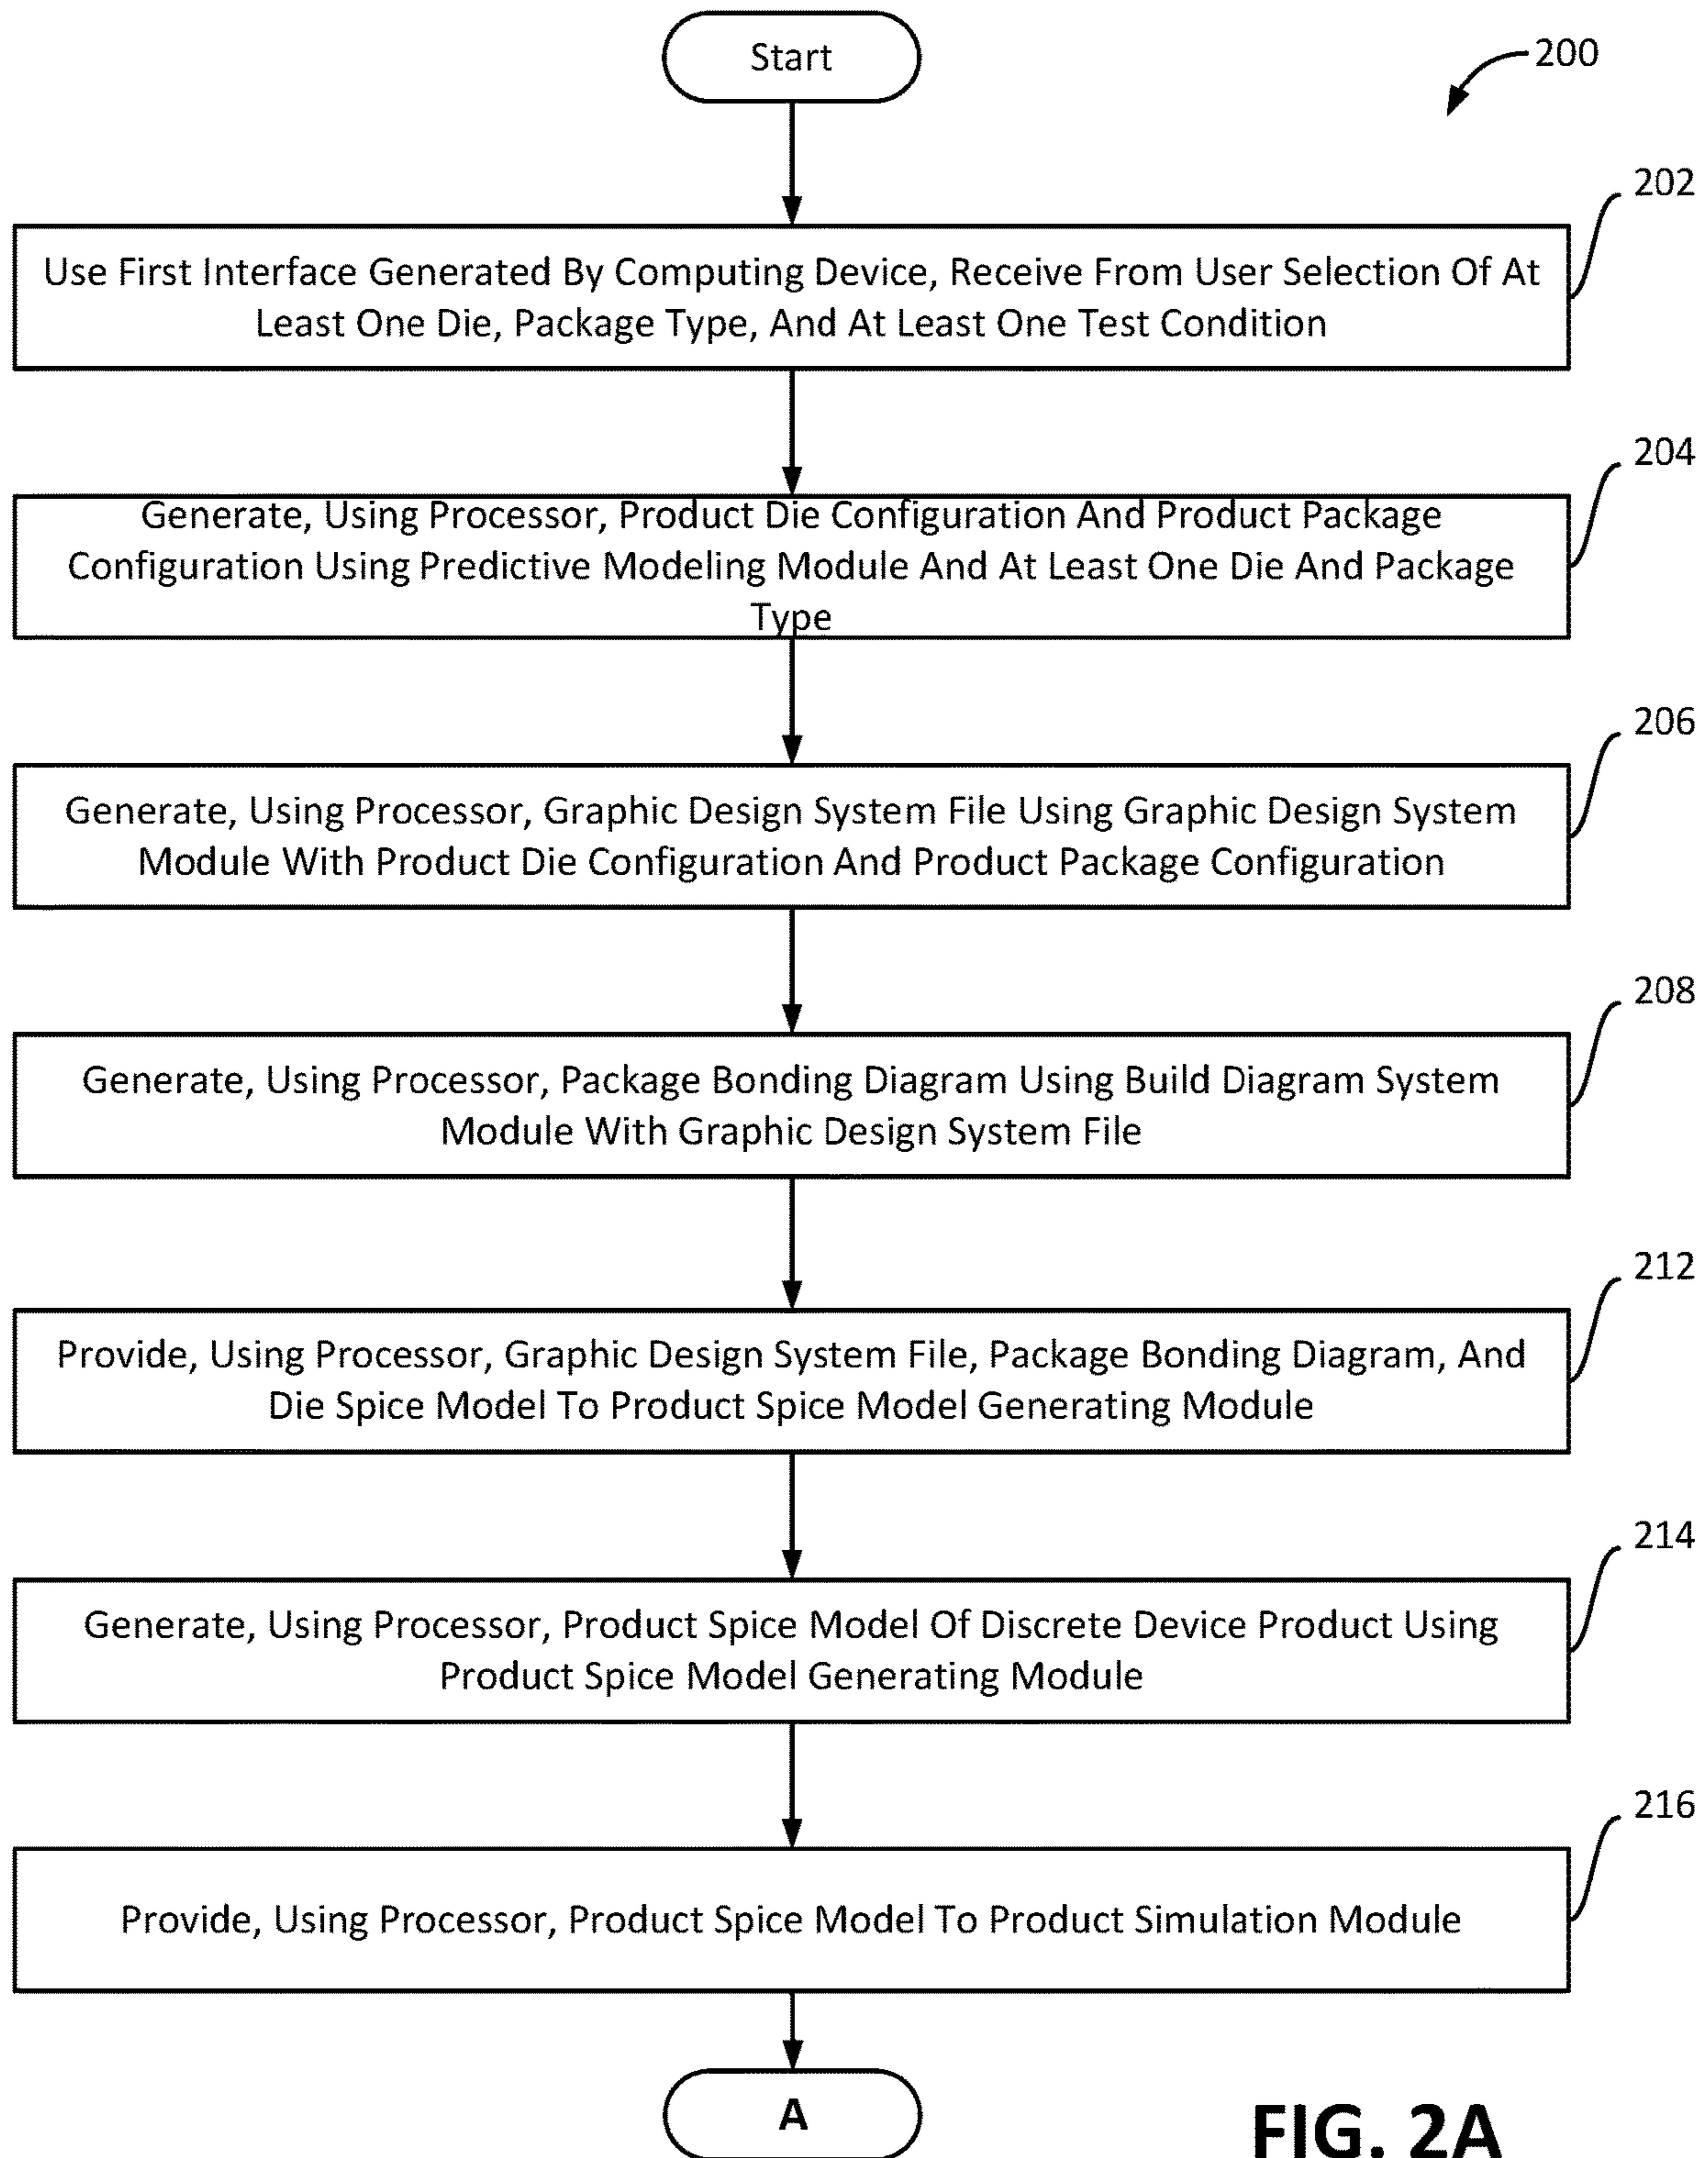 Start
200
202
Use First Interface Generated By Computing Device, Receive From User Selection Of At
Least One Die, Package Type, And At Least One Test Condition
204
Generate, Using Processor, Product Die Configuration And Product Package
Configuration Using Predictive Modeling Module And At Least One Die And Package
Type
206
Generate, Using Processor, Graphic Design System File Using Graphic Design System
Module With Product Die Configuration And Product Package Configuration
208
Generate, Using Processor, Package Bonding Diagram Using Build Diagram System
Module With Graphic Design System File
212
Provide, Using Processor, Graphic Design System File, Package Bonding Diagram, And
Die Spice Model To Product Spice Model Generating Module
214
Generate, Using Processor, Product Spice Model Of Discrete Device Product Using
Product Spice Model Generating Module
216
Provide, Using Processor, Product Spice Model To Product Simulation Module
A
FIG. 2A